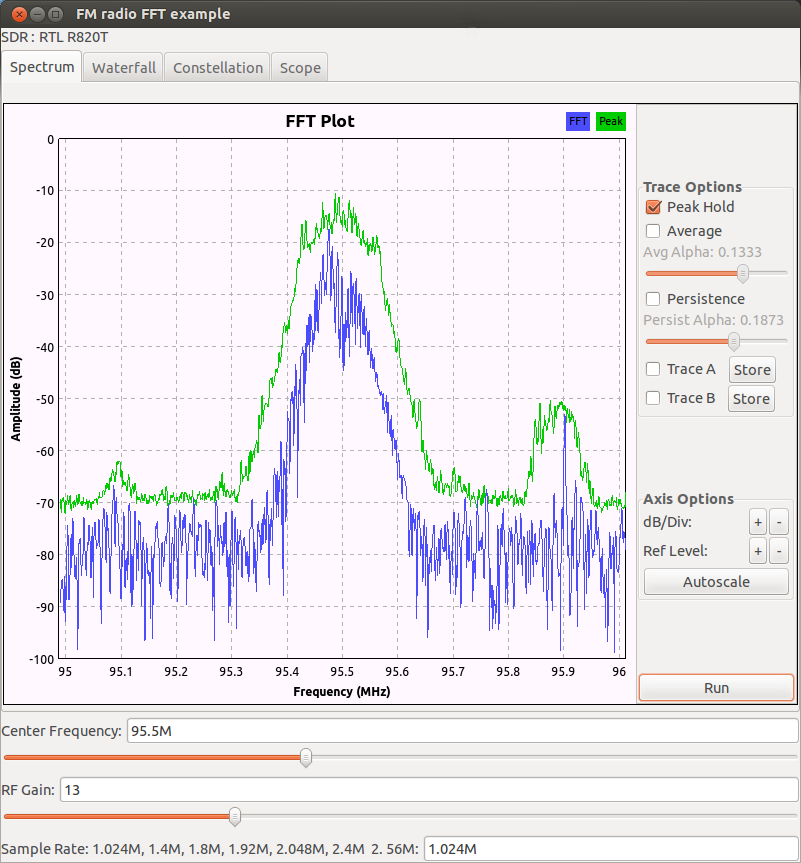 FM radio FFT example
SDR : RTL R820T
Spectrum Waterfall Constellation Scope
FFT Plot
FFT Peak
0
-10
-20
-30
-40
-50
-60
-70
-80
-90
-100
Amplitude (dB)
95 95.1 95.2 95.3 95.4 95.5 95.6 95.7 95.8 95.9 96
Frequency (MHz)
Trace Options
Peak Hold
Average
Avg Alpha: 0.1333
Persistence
Persist Alpha: 0.1873
Trace A Store
Trace B Store
Axis Options
dB/Div: + -
Ref Level: + -
Autoscale
Run
Center Frequency: 95.5M
RF Gain: 13
Sample Rate: 1.024M, 1.4M, 1.8M, 1.92M, 2.048M, 2.4M 2. 56M: 1.024M